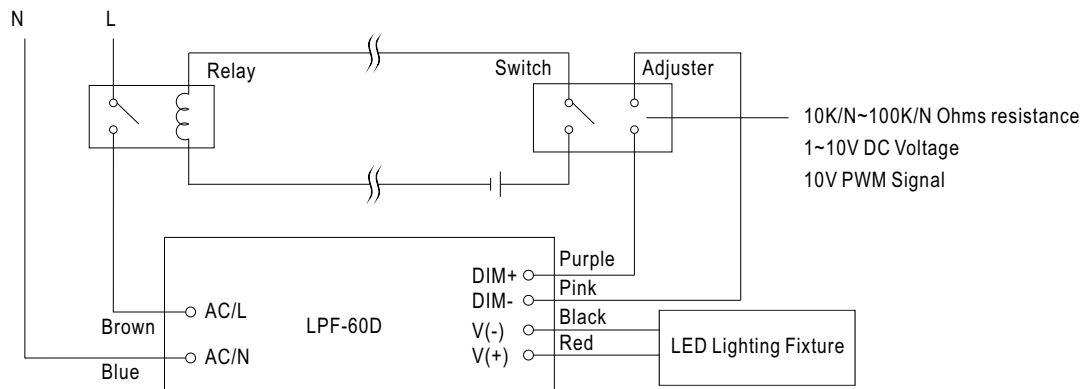 N
L
Relay
Switch
Adjuster
10K/N~100K/N Ohms resistance
1~10V DC Voltage
10V PWM Signal
Purple
DIM+
Pink
DIM-
Black
V(-)
Red
V(+)
AC/L
Brown
LPF-60D
LED Lighting Fixture
AC/N
Blue